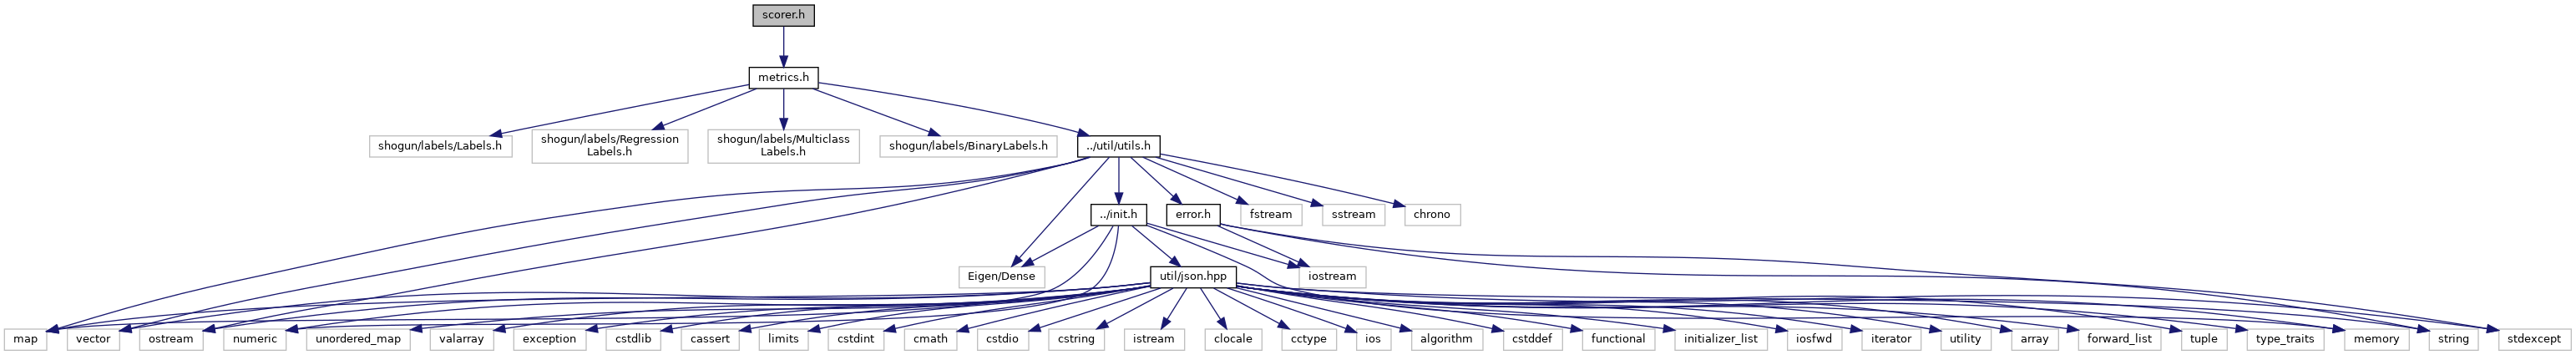 scorer.h
metrics.h
shogun/labels/Labels.h
shogun/labels/Regression
Labels.h
shogun/labels/Multiclass
Labels.h
shogun/labels/BinaryLabels.h
../util/utils.h
../init.h
error.h
fstream
sstream
chrono
Eigen/Dense
util/json.hpp
iostream
map
vector
ostream
numeric
unordered_map
valarray
exception
cstdlib
cassert
limits
cstdint
cmath
cstdio
cstring
istream
clocale
cctype
ios
algorithm
cstddef
functional
initializer_list
iosfwd
iterator
utility
array
forward_list
tuple
type_traits
memory
string
stdexcept